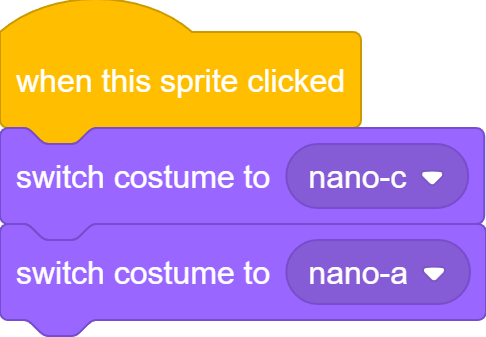 when this sprite clicked
switch costume to nano-c
switch costume to nano-a